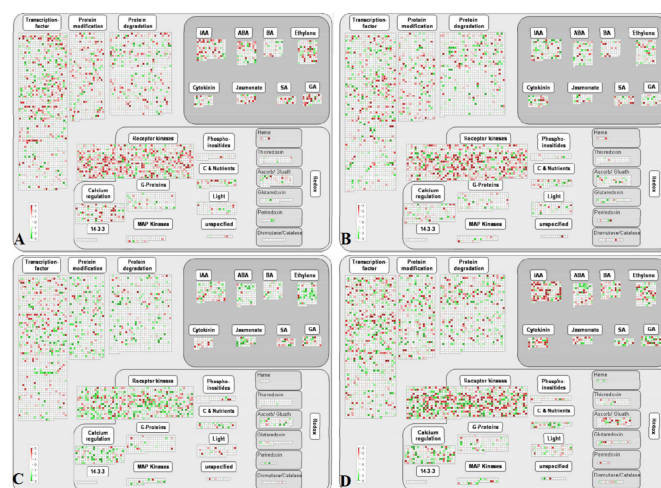 Transcription-
factor
Protein
modification
Protein
degradation
IAA
ABA
BA
Ethylene
Cytokinin
Jasmonate
SA
GA
Receptor kinases
Phospho-
inositides
Heme
Thioredoxin
C & Nutrients
Ascorb/ Gluath
Calcium
regulation
G-Proteins
Glutaredoxin
Redox
Light
Periredoxin
14-3-3
MAP Kinases
unspecified
Dismutase/Catalase
A
Transcription-
factor
Protein
modification
Protein
degradation
IAA
ABA
BA
Ethylene
Cytokinin
Jasmonate
SA
GA
Receptor kinases
Phospho-
inositides
Heme
Thioredoxin
C & Nutrients
Ascorb/ Gluath
Calcium
regulation
G-Proteins
Glutaredoxin
Redox
Light
Periredoxin
14-3-3
MAP Kinases
unspecified
Dismutase/Catalase
B
Transcription-
factor
Protein
modification
Protein
degradation
IAA
ABA
BA
Ethylene
Cytokinin
Jasmonate
SA
GA
Receptor kinases
Phospho-
inositides
Heme
Thioredoxin
C & Nutrients
Ascorb/ Gluath
Calcium
regulation
G-Proteins
Glutaredoxin
Redox
Light
Periredoxin
14-3-3
MAP Kinases
unspecified
Dismutase/Catalase
C
Transcription-
factor
Protein
modification
Protein
degradation
IAA
ABA
BA
Ethylene
Cytokinin
Jasmonate
SA
GA
Receptor kinases
Phospho-
inositides
Heme
Thioredoxin
C & Nutrients
Ascorb/ Gluath
Calcium
regulation
G-Proteins
Glutaredoxin
Redox
Light
Periredoxin
14-3-3
MAP Kinases
unspecified
Dismutase/Catalase
D